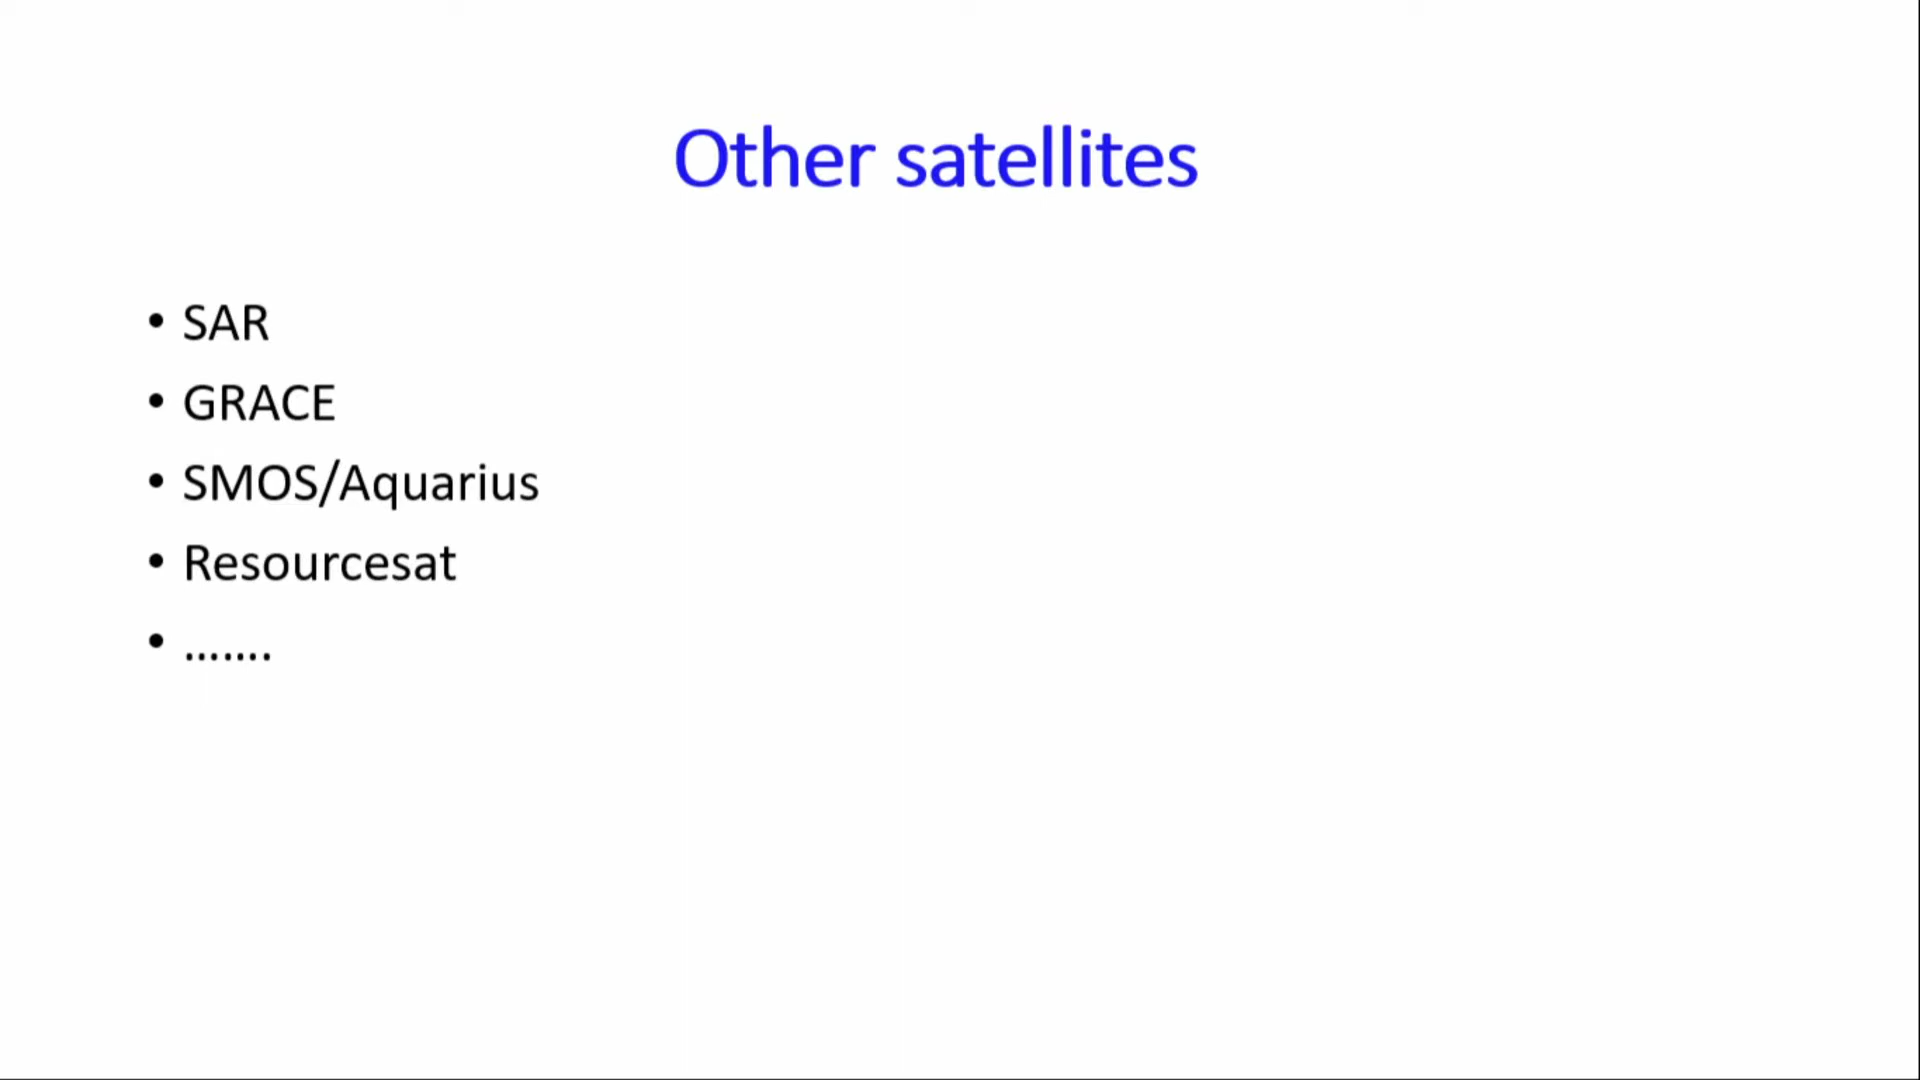 Other satellites
• SAR
• GRACE
• SMOS/Aquarius
• Resourcesat
• …….